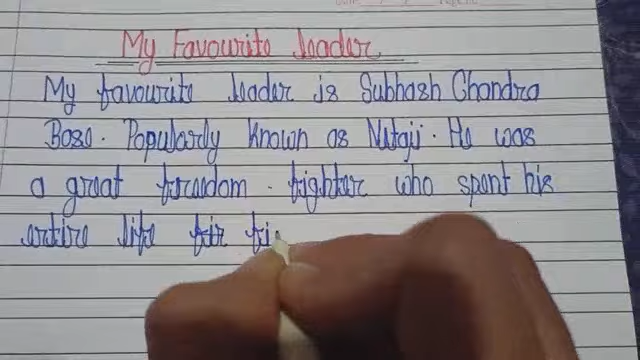 My Favourite leader
My favourite leader is Subhash Chandra
Bose. Popularly known as Netaji. He was
a great freedom. fighter who spent his
entire life for fi